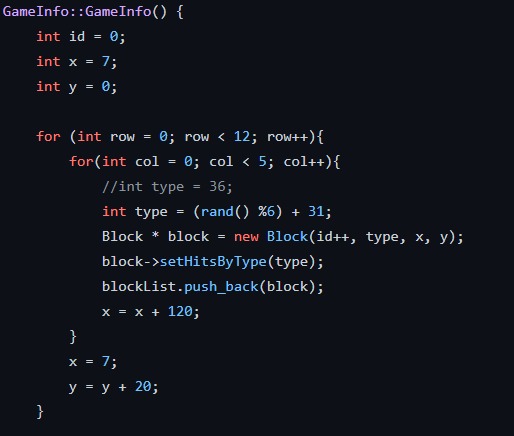 GameInfo::GameInfo() {
    int id = 0;
    int x = 7;
    int y = 0;

    for (int row = 0; row < 12; row++){
        for(int col = 0; col < 5; col++){
            //int type = 36;
            int type = (rand() %6) + 31;
            Block * block = new Block(id++, type, x, y);
            block->setHitsByType(type);
            blockList.push_back(block);
            x = x + 120;
        }
        x = 7;
        y = y + 20;
    }